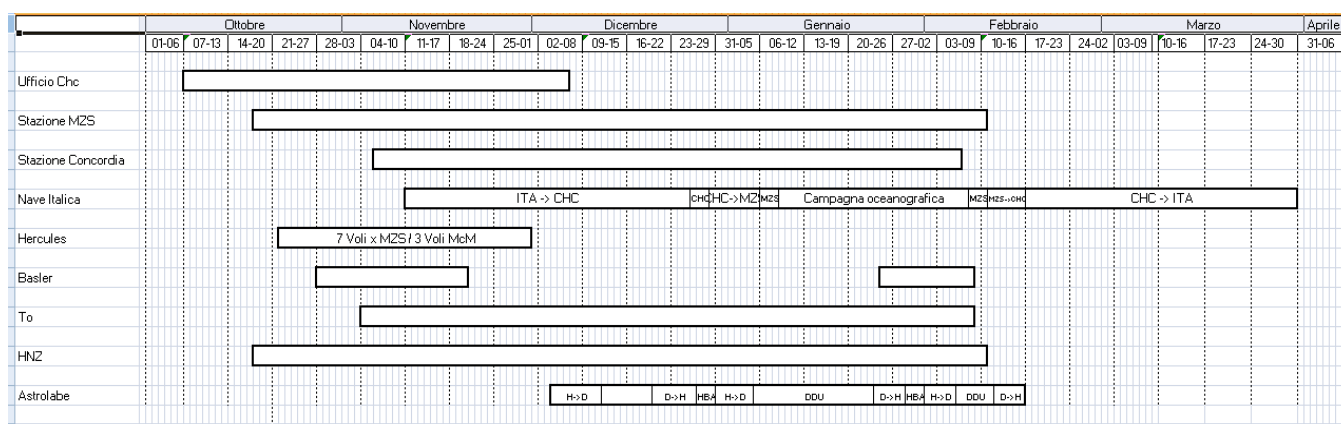 Ottobre Novembre Dicembre Gennaio Febbraio Marzo Aprile
01-06 07-13 14-20 21-27 28-03 04-10 11-17 18-24 25-01 02-08 09-15 16-22 23-29 31-05 06-12 13-19 20-26 27-02 03-09 10-16 17-23 24-02 03-09 10-16 17-23 24-30 31-06
Ufficio Chc
Stazione MZS
Stazione Concordia
Nave Italica ITA -> CHC CHC CHC->MZS MZS Campagna oceanografica MZS MZS->CHC CHC -> ITA
Hercules 7 Voli x MZS / 3 Voli McM
Basler
To
HNZ
Astrolabe H->D D->H HBA H->D DDU D->H HBA H->D DDU D->H